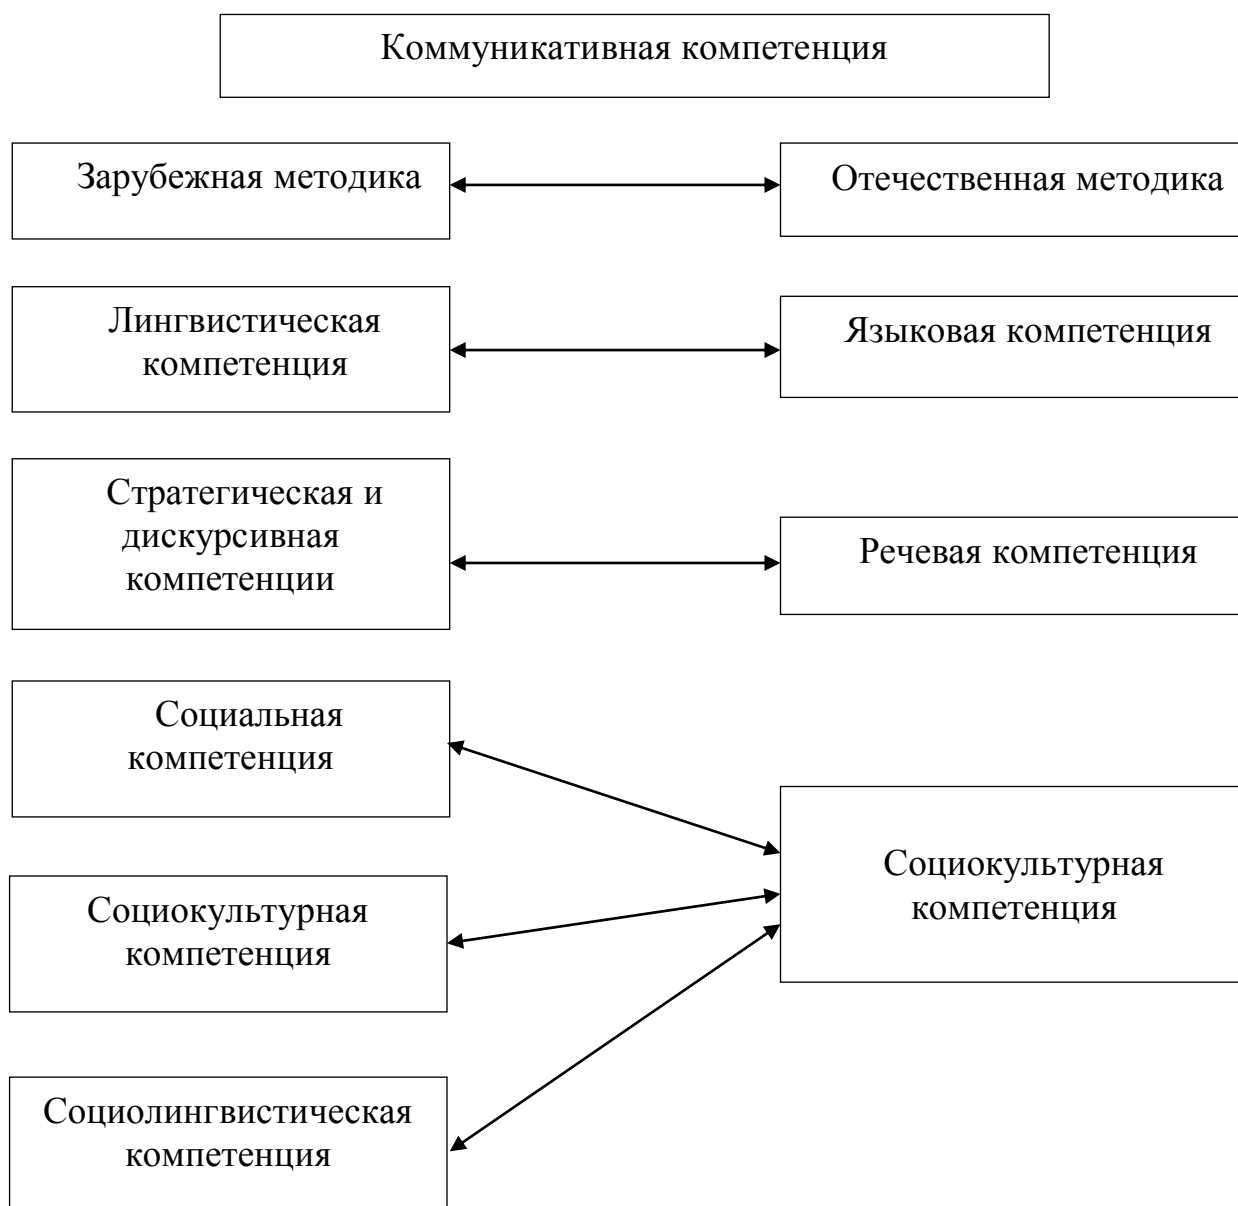 Коммуникативная компетенция
Зарубежная методика
Отечественная методика
Лингвистическая
компетенция
Языковая компетенция
Стратегическая и
дискурсивная
компетенции
Речевая компетенция
Социальная
компетенция
Социокультурная
компетенция
Социокультурная
компетенция
Социолингвистическая
компетенция